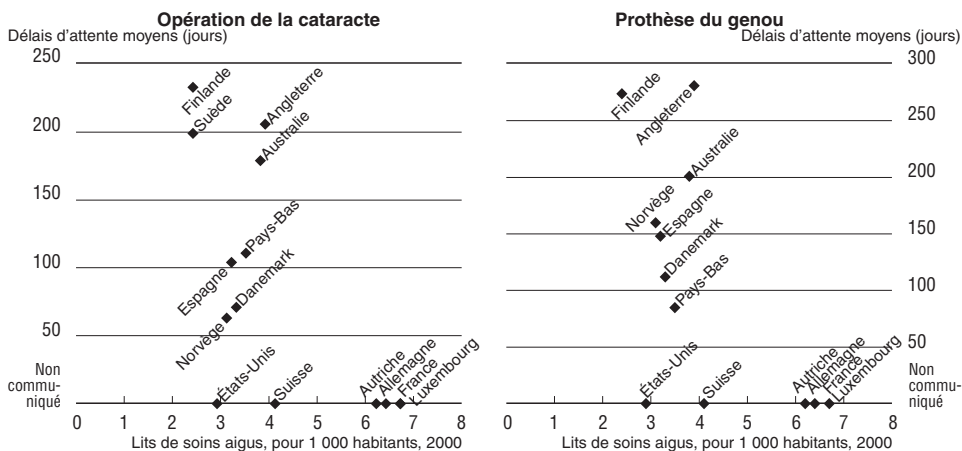 Opération de la cataracte
Délais d'attente moyens (jours)
250
200
150
100
50
Non
commu-
niqué
Finlande
Suède
Angleterre
Australie
Pays-Bas
Espagne
Danemark
Norvège
États-Unis
Suisse
Autriche
Allemagne
France
Luxembourg
0 1 2 3 4 5 6 7 8
Lits de soins aigus, pour 1 000 habitants, 2000
Prothèse du genou
Délais d'attente moyens (jours)
300
250
200
150
100
50
Non
commu-
niqué
Finlande
Angleterre
Australie
Norvège
Espagne
Danemark
Pays-Bas
États-Unis
Suisse
Autriche
Allemagne
France
Luxembourg
0 1 2 3 4 5 6 7 8
Lits de soins aigus, pour 1 000 habitants, 2000